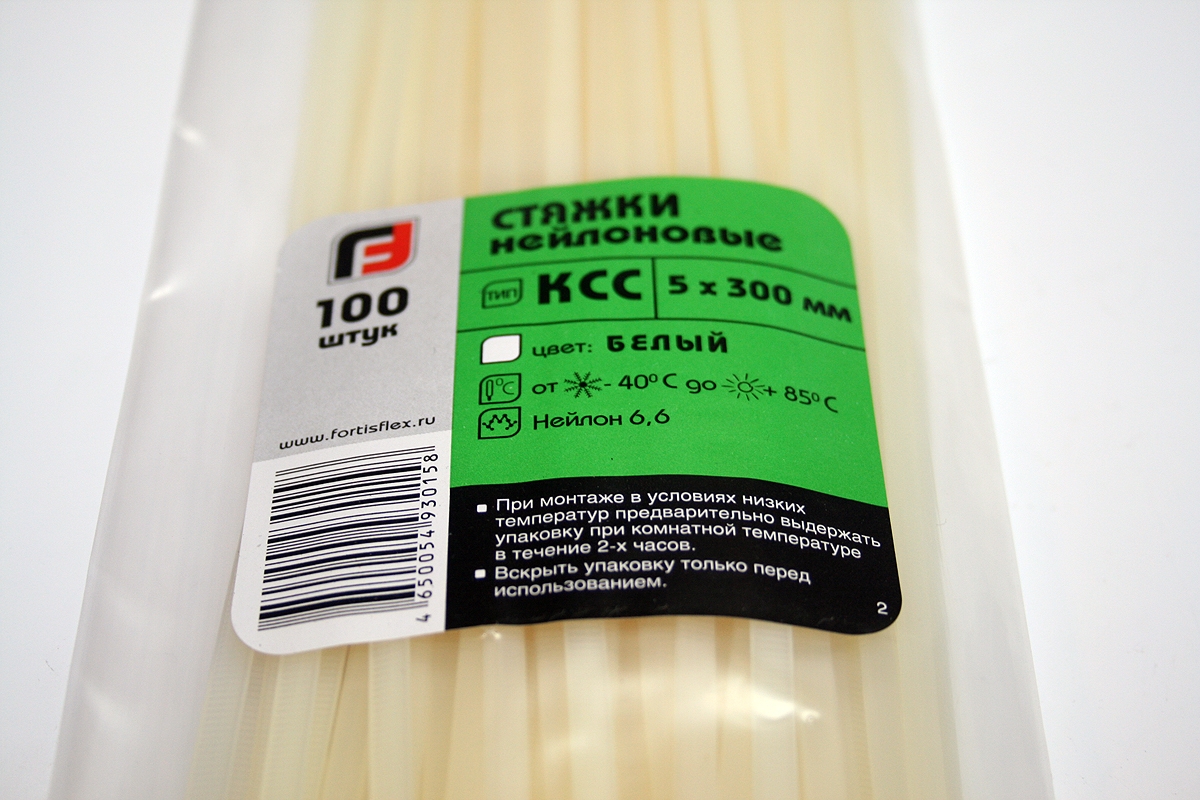 100
штук
www.fortisflex.ru
4 650054 930158
СТЯЖКИ
НЕЙЛОНОВЫЕ
ТИП КСС 5 x 300 мм
цвет: БЕЛЫЙ
°C от - 40°C до + 85°C
Нейлон 6,6
При монтаже в условиях низких
температур предварительно выдержать
упаковку при комнатной температуре
в течение 2-х часов.
Вскрыть упаковку только перед
использованием.
2